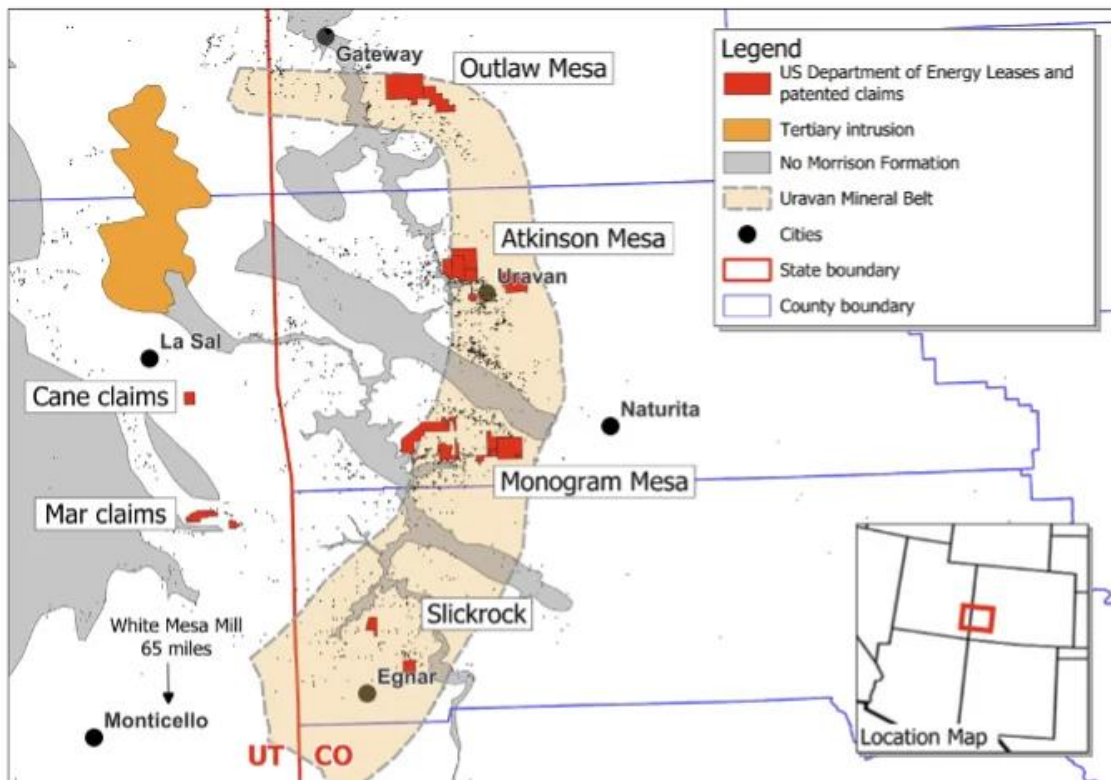 Gateway
Outlaw Mesa
Legend
US Department of Energy Leases and
patented claims
Tertiary intrusion
No Morrison Formation
Uravan Mineral Belt
Cities
State boundary
County boundary
Atkinson Mesa
Uravan
La Sal
Cane claims
Naturita
Monogram Mesa
Mar claims
Slickrock
White Mesa Mill
65 miles
Egnar
Monticello
UT CO
Location Map